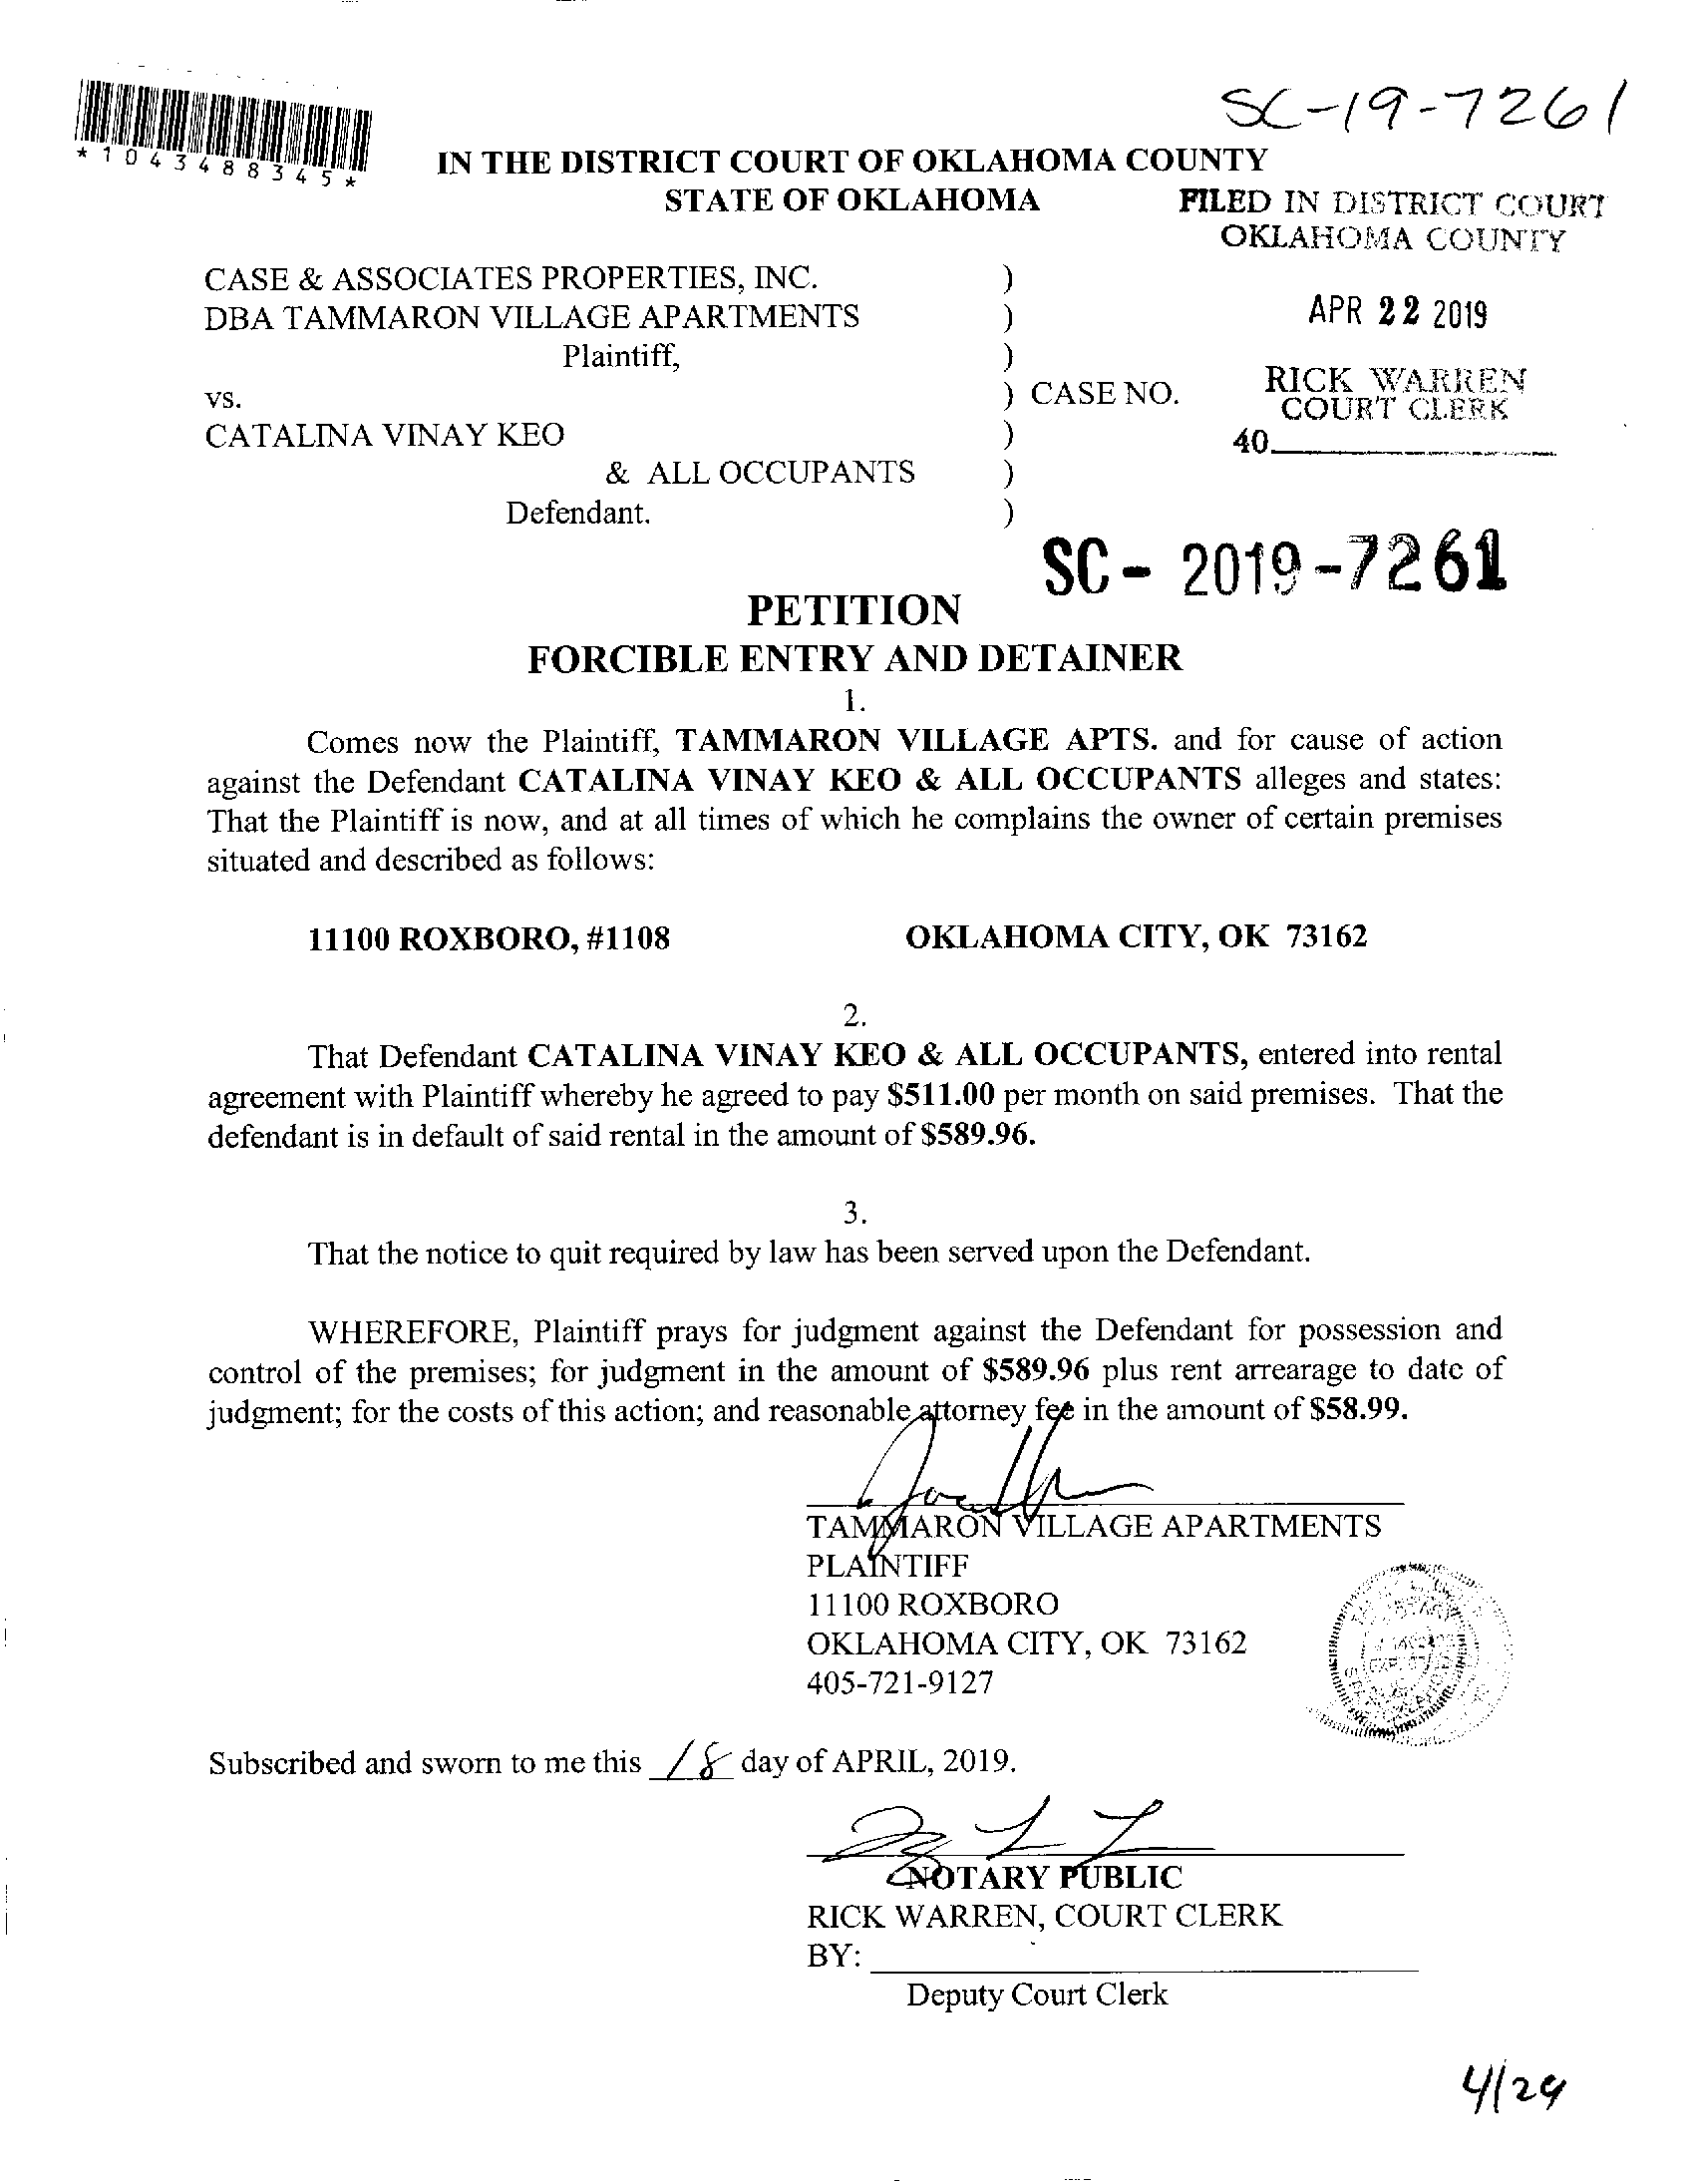 SC-19-7261
*1043488345*
IN THE DISTRICT COURT OF OKLAHOMA COUNTY
STATE OF OKLAHOMA
FILED IN DISTRICT COURT
OKLAHOMA COUNTY
CASE & ASSOCIATES PROPERTIES, INC. )
DBA TAMMARON VILLAGE APARTMENTS )
APR 22 2019
Plaintiff, )
vs. ) CASE NO.
RICK WARREN
COURT CLERK
CATALINA VINAY KEO )
40
& ALL OCCUPANTS )
Defendant. )
SC- 2019-7261
PETITION
FORCIBLE ENTRY AND DETAINER
1.
Comes now the Plaintiff, TAMMARON VILLAGE APTS. and for cause of action
against the Defendant CATALINA VINAY KEO & ALL OCCUPANTS alleges and states:
That the Plaintiff is now, and at all times of which he complains the owner of certain premises
situated and described as follows:
11100 ROXBORO, #1108 OKLAHOMA CITY, OK 73162
2.
That Defendant CATALINA VINAY KEO & ALL OCCUPANTS, entered into rental
agreement with Plaintiff whereby he agreed to pay $511.00 per month on said premises. That the
defendant is in default of said rental in the amount of $589.96.
3.
That the notice to quit required by law has been served upon the Defendant.
WHEREFORE, Plaintiff prays for judgment against the Defendant for possession and
control of the premises; for judgment in the amount of $589.96 plus rent arrearage to date of
judgment; for the costs of this action; and reasonable attorney fee in the amount of $58.99.
TAMMARON VILLAGE APARTMENTS
PLAINTIFF
11100 ROXBORO
OKLAHOMA CITY, OK 73162
405-721-9127
Subscribed and sworn to me this 18 day of APRIL, 2019.
NOTARY PUBLIC
RICK WARREN, COURT CLERK
BY:
Deputy Court Clerk
4/29